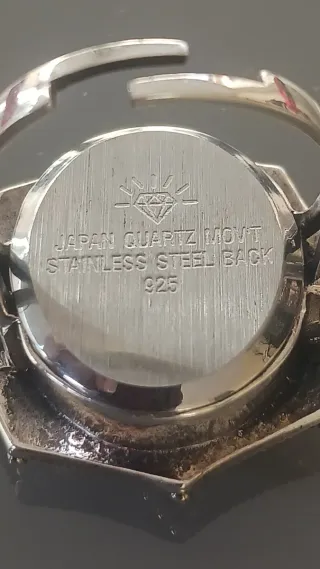 JAPAN QUARTZ MOV'T
STAINLESS STEEL BACK
925